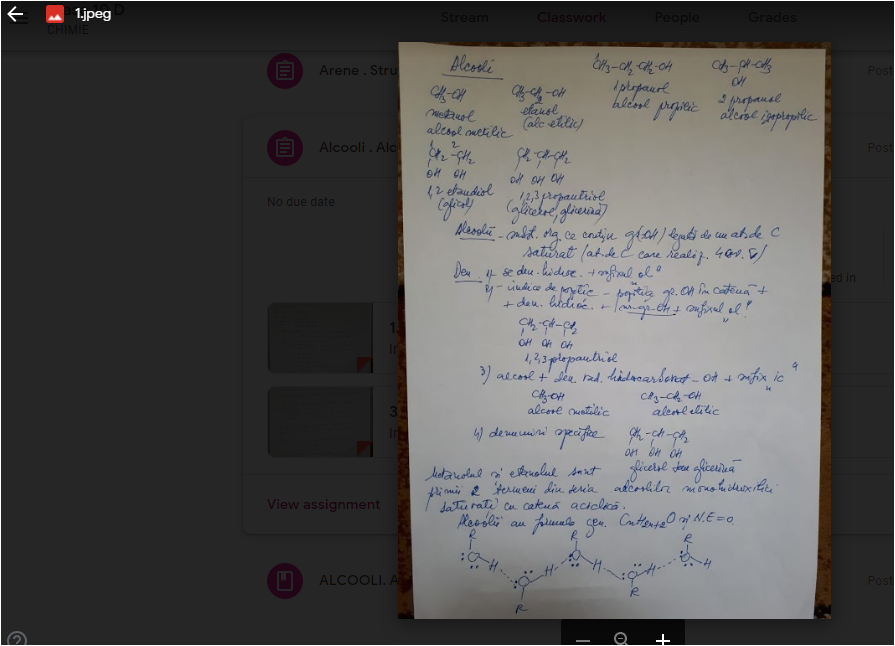 1.jpeg
Stream Classwork People Grades
CHIMIE
Arene . Stru
Post
Alcooli . Alc
Post
No due date
View assignment
ALCOOLI. A
Post
Alcooli
CH3-CH2-CH2-OH CH3-CH-CH3
OH
CH3-OH CH3-CH2-OH
1 propanol 2 propanol
alcool propilic alcool izopropilic
metanol etanol
alcool metilic (alc. etilic)
1 2
CH2-CH2 CH2-CH-CH2
OH OH OH OH OH
1,2 etandiol 1,2,3 propantriol
(glicol) (glicerol, glicerină)
Alcoolii - subst. org. ce conțin gr(OH) legată de un at. de C
saturat (at. de C care realiz. 4 cov. σ)
Den. 1) - se den. hidroc. + sufixul "ol"
2) - indice de poziție - poziția gr. OH în catenă +
+ den. hidroc. + nr. gr. OH + sufixul "ol"
CH2-CH-CH2
OH OH OH
1,2,3 propantriol
3) alcool + den rad. hidrocarbonat - OH + sufix "ic"
CH3-OH CH3-CH2-OH
alcool metilic alcool etilic
4) denumiri specifice CH2-CH-CH2
OH OH OH
glicerol sau glicerină
Metanolul și etanolul sunt
primii 2 termeni din seria alcoolilor monohidroxilici
saturați cu catenă aciclică.
Alcoolii au formula gen. CnH2n+2O și N.E = 0.
R R R
O H O H O H O H O H
R R